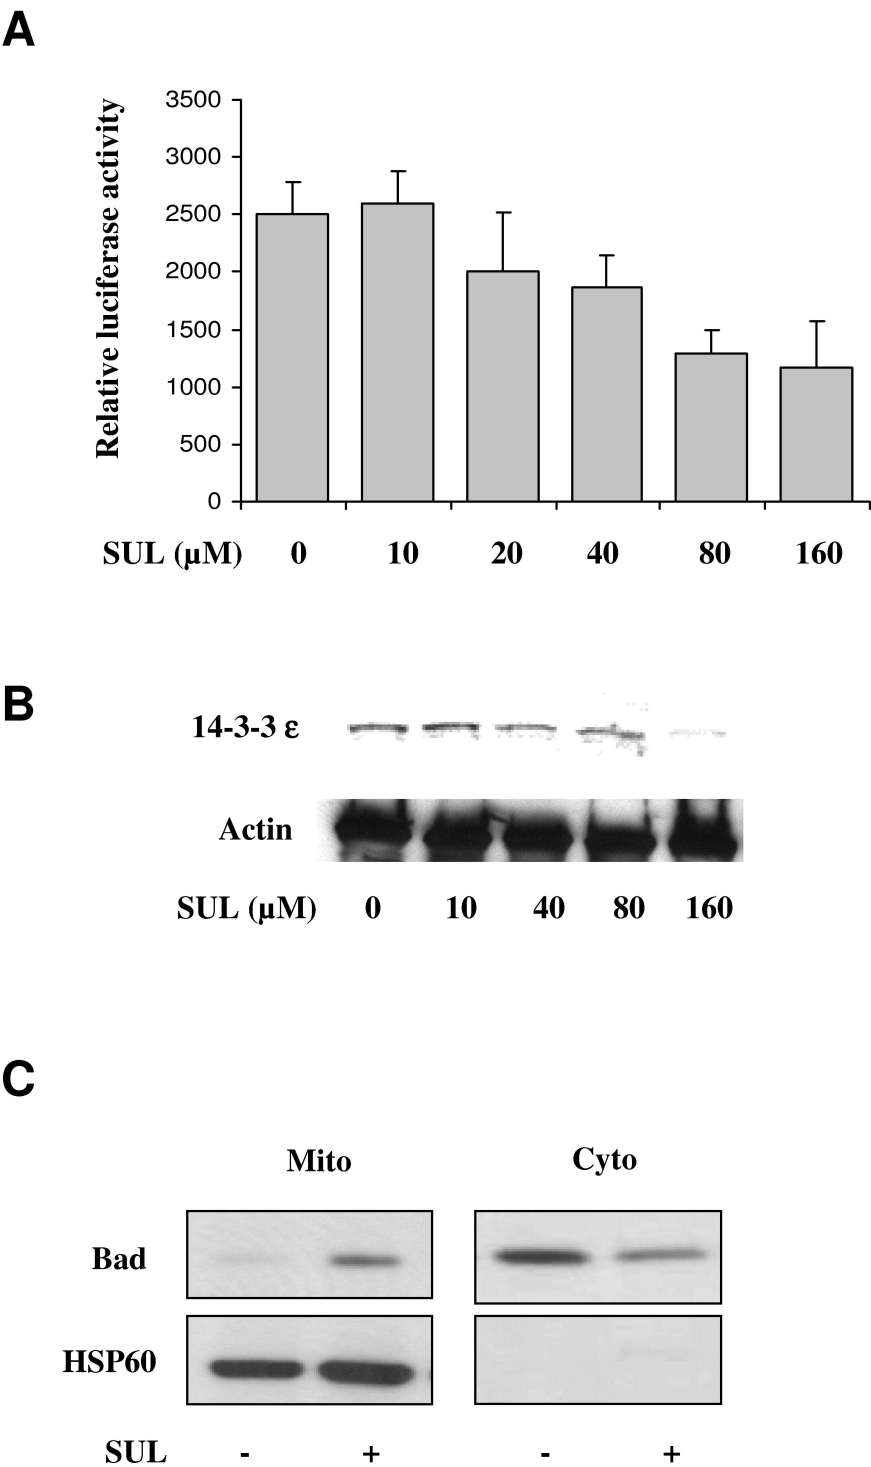 A
Relative luciferase activity
3500
3000
2500
2000
1500
1000
500
0
SUL (µM) 0 10 20 40 80 160
B
14-3-3 ε
Actin
SUL (µM) 0 10 40 80 160
C
Mito Cyto
Bad
HSP60
SUL - + - +